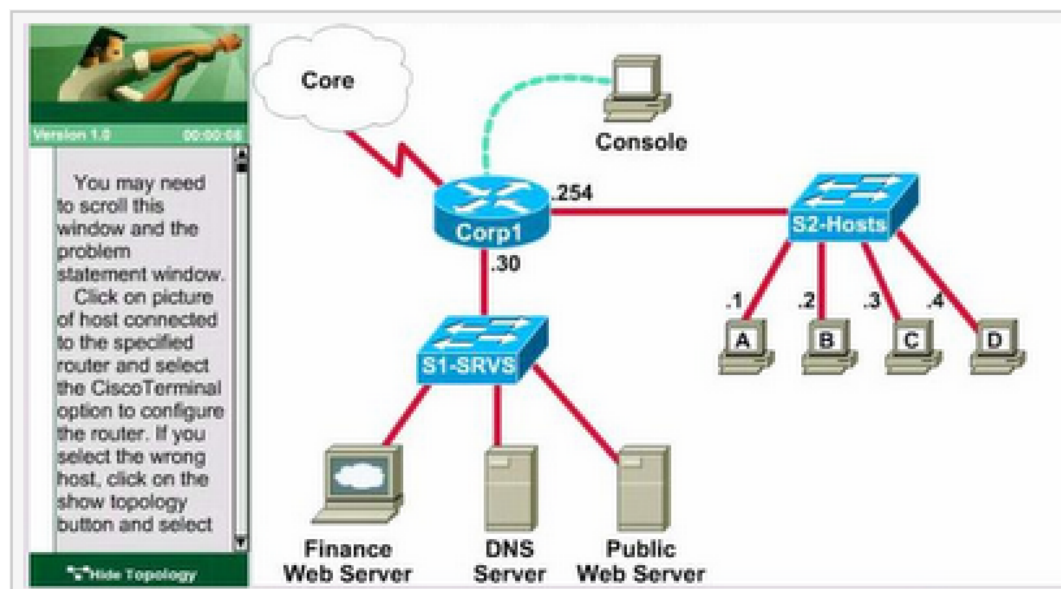 Version 1.0 00:00:08
You may need
to scroll this
window and the
problem
statement window.
Click on picture
of host connected
to the specified
router and select
the CiscoTerminal
option to configure
the router. If you
select the wrong
host, click on the
show topology
button and select
Hide Topology
Core
Console
.254
Corp1
S2-Hosts
.30
.1 .2 .3 .4
A B C D
S1-SRVS
Finance
Web Server
DNS
Server
Public
Web Server